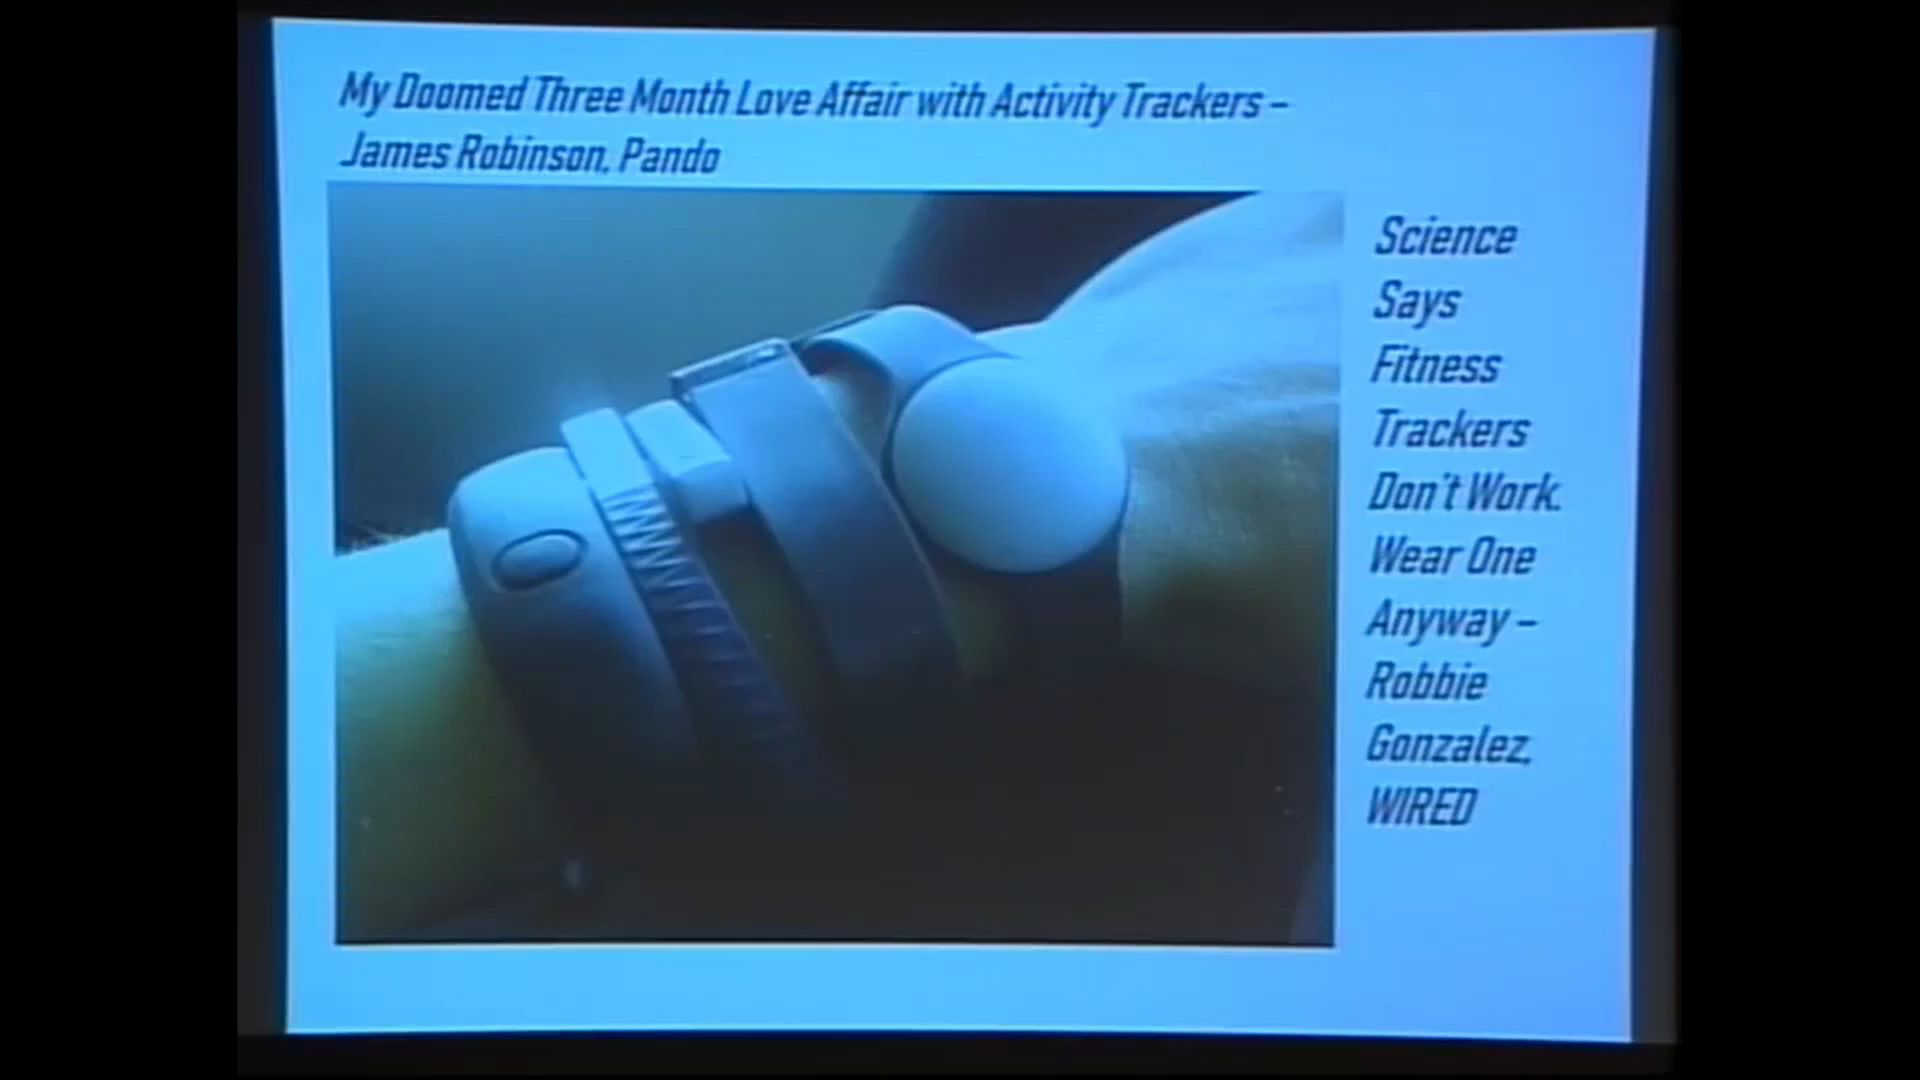 My Doomed Three Month Love Affair with Activity Trackers –
James Robinson, Pando
Science
Says
Fitness
Trackers
Don't Work.
Wear One
Anyway –
Robbie
Gonzalez,
WIRED